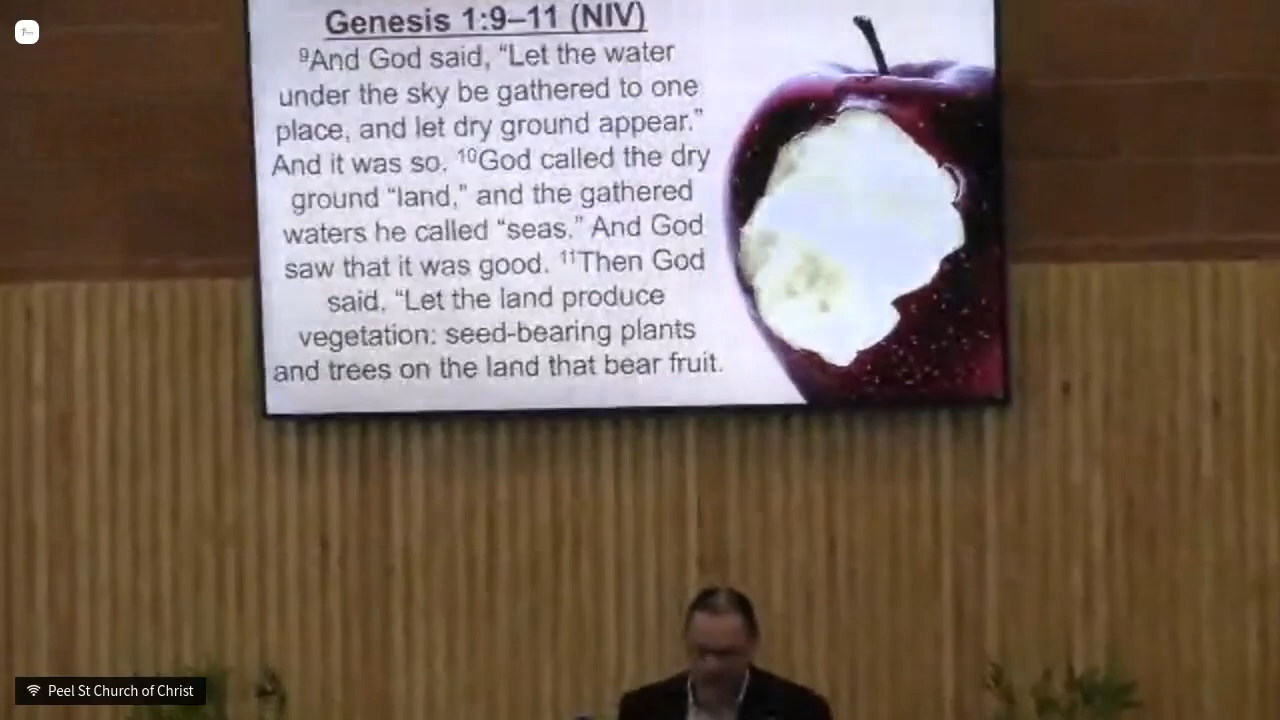 Genesis 1:9–11 (NIV)
⁹And God said, “Let the water
under the sky be gathered to one
place, and let dry ground appear.”
And it was so. ¹⁰God called the dry
ground “land,” and the gathered
waters he called “seas.” And God
saw that it was good. ¹¹Then God
said, “Let the land produce
vegetation: seed-bearing plants
and trees on the land that bear fruit.
Peel St Church of Christ